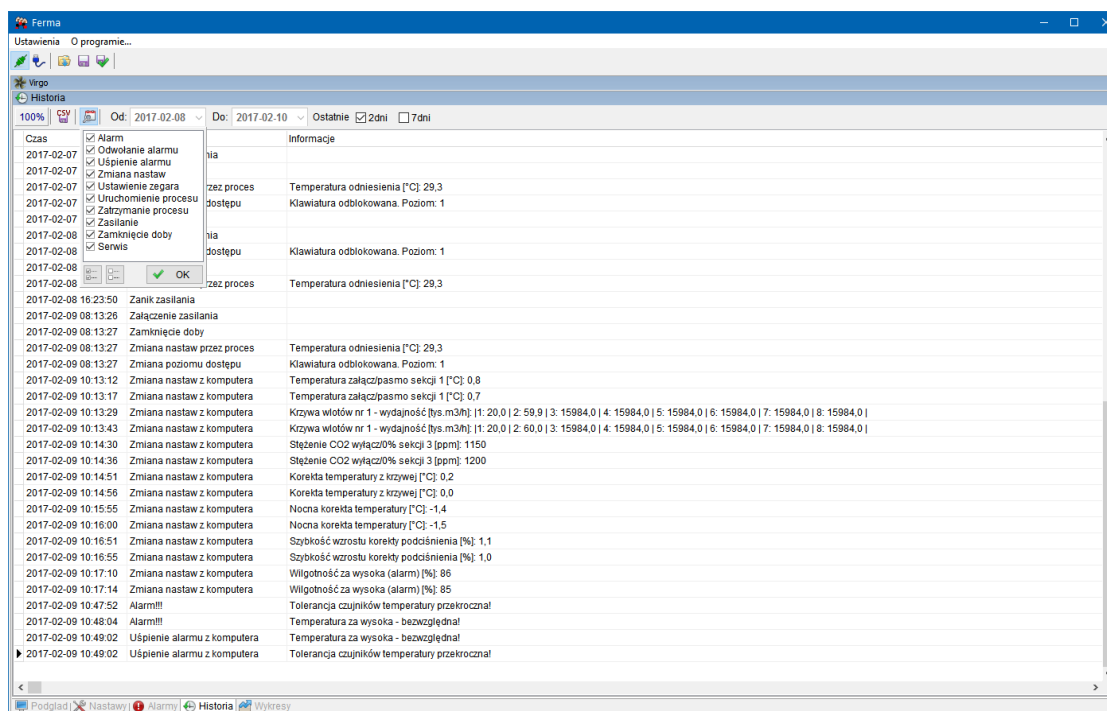 Ferma
Ustawienia O programie...
Virgo
Historia
100% CSV Od: 2017-02-08 Do: 2017-02-10 Ostatnie 2dni 7dni
Czas Informacje
Alarm
Odwołanie alarmu
Uśpienie alarmu
Zmiana nastaw
Ustawienie zegara
Uruchomienie procesu
Zatrzymanie procesu
Zasilanie
Zamknięcie doby
Serwis
OK
2017-02-07 nia
2017-02-07
2017-02-07 rzez proces Temperatura odniesienia [°C]: 29,3
2017-02-07 dostępu Klawiatura odblokowana. Poziom: 1
2017-02-07
2017-02-08 nia
2017-02-08 dostępu Klawiatura odblokowana. Poziom: 1
2017-02-08
2017-02-08 rzez proces Temperatura odniesienia [°C]: 29,3
2017-02-08 16:23:50 Zanik zasilania
2017-02-09 08:13:26 Załączenie zasilania
2017-02-09 08:13:27 Zamknięcie doby
2017-02-09 08:13:27 Zmiana nastaw przez proces Temperatura odniesienia [°C]: 29,3
2017-02-09 08:13:27 Zmiana poziomu dostępu Klawiatura odblokowana. Poziom: 1
2017-02-09 10:13:12 Zmiana nastaw z komputera Temperatura załącz/pasmo sekcji 1 [°C]: 0,8
2017-02-09 10:13:17 Zmiana nastaw z komputera Temperatura załącz/pasmo sekcji 1 [°C]: 0,7
2017-02-09 10:13:29 Zmiana nastaw z komputera Krzywa wlotów nr 1 - wydajność [tys.m3/h]: |1: 20,0 | 2: 59,9 | 3: 15984,0 | 4: 15984,0 | 5: 15984,0 | 6: 15984,0 | 7: 15984,0 | 8: 15984,0 |
2017-02-09 10:13:43 Zmiana nastaw z komputera Krzywa wlotów nr 1 - wydajność [tys.m3/h]: |1: 20,0 | 2: 60,0 | 3: 15984,0 | 4: 15984,0 | 5: 15984,0 | 6: 15984,0 | 7: 15984,0 | 8: 15984,0 |
2017-02-09 10:14:30 Zmiana nastaw z komputera Stężenie CO2 wyłącz/0% sekcji 3 [ppm]: 1150
2017-02-09 10:14:36 Zmiana nastaw z komputera Stężenie CO2 wyłącz/0% sekcji 3 [ppm]: 1200
2017-02-09 10:14:51 Zmiana nastaw z komputera Korekta temperatury z krzywej [°C]: 0,2
2017-02-09 10:14:56 Zmiana nastaw z komputera Korekta temperatury z krzywej [°C]: 0,0
2017-02-09 10:15:55 Zmiana nastaw z komputera Nocna korekta temperatury [°C]: -1,4
2017-02-09 10:16:00 Zmiana nastaw z komputera Nocna korekta temperatury [°C]: -1,5
2017-02-09 10:16:51 Zmiana nastaw z komputera Szybkość wzrostu korekty podciśnienia [%]: 1,1
2017-02-09 10:16:55 Zmiana nastaw z komputera Szybkość wzrostu korekty podciśnienia [%]: 1,0
2017-02-09 10:17:10 Zmiana nastaw z komputera Wilgotność za wysoka (alarm) [%]: 86
2017-02-09 10:17:14 Zmiana nastaw z komputera Wilgotność za wysoka (alarm) [%]: 85
2017-02-09 10:47:52 Alarm!!! Tolerancja czujników temperatury przekroczna!
2017-02-09 10:48:04 Alarm!!! Temperatura za wysoka - bezwzględna!
2017-02-09 10:49:02 Uśpienie alarmu z komputera Temperatura za wysoka - bezwzględna!
2017-02-09 10:49:02 Uśpienie alarmu z komputera Tolerancja czujników temperatury przekroczna!
Podgląd Nastawy Alarmy Historia Wykresy